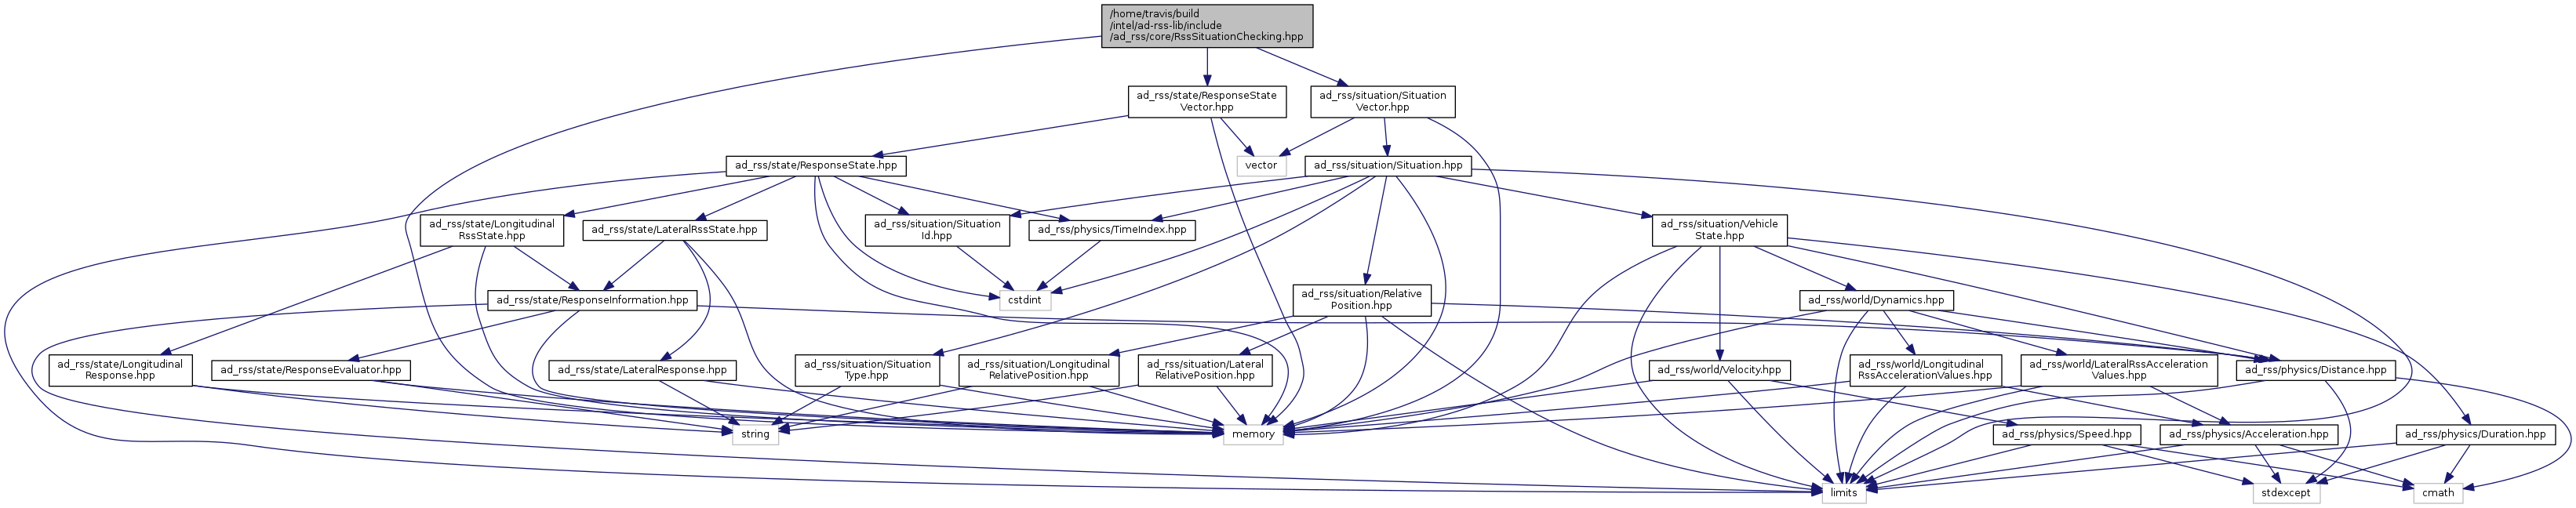 /home/travis/build
/intel/ad-rss-lib/include
/ad_rss/core/RssSituationChecking.hpp
ad_rss/state/ResponseState
Vector.hpp
ad_rss/situation/Situation
Vector.hpp
ad_rss/state/ResponseState.hpp
vector
ad_rss/situation/Situation.hpp
ad_rss/state/Longitudinal
RssState.hpp
ad_rss/state/LateralRssState.hpp
ad_rss/situation/Situation
Id.hpp
ad_rss/physics/TimeIndex.hpp
ad_rss/situation/Vehicle
State.hpp
ad_rss/state/ResponseInformation.hpp
cstdint
ad_rss/situation/Relative
Position.hpp
ad_rss/world/Dynamics.hpp
ad_rss/state/Longitudinal
Response.hpp
ad_rss/state/ResponseEvaluator.hpp
ad_rss/state/LateralResponse.hpp
ad_rss/situation/Situation
Type.hpp
ad_rss/situation/Longitudinal
RelativePosition.hpp
ad_rss/situation/Lateral
RelativePosition.hpp
ad_rss/world/Velocity.hpp
ad_rss/world/Longitudinal
RssAccelerationValues.hpp
ad_rss/world/LateralRssAcceleration
Values.hpp
ad_rss/physics/Distance.hpp
string
memory
ad_rss/physics/Speed.hpp
ad_rss/physics/Acceleration.hpp
ad_rss/physics/Duration.hpp
limits
stdexcept
cmath